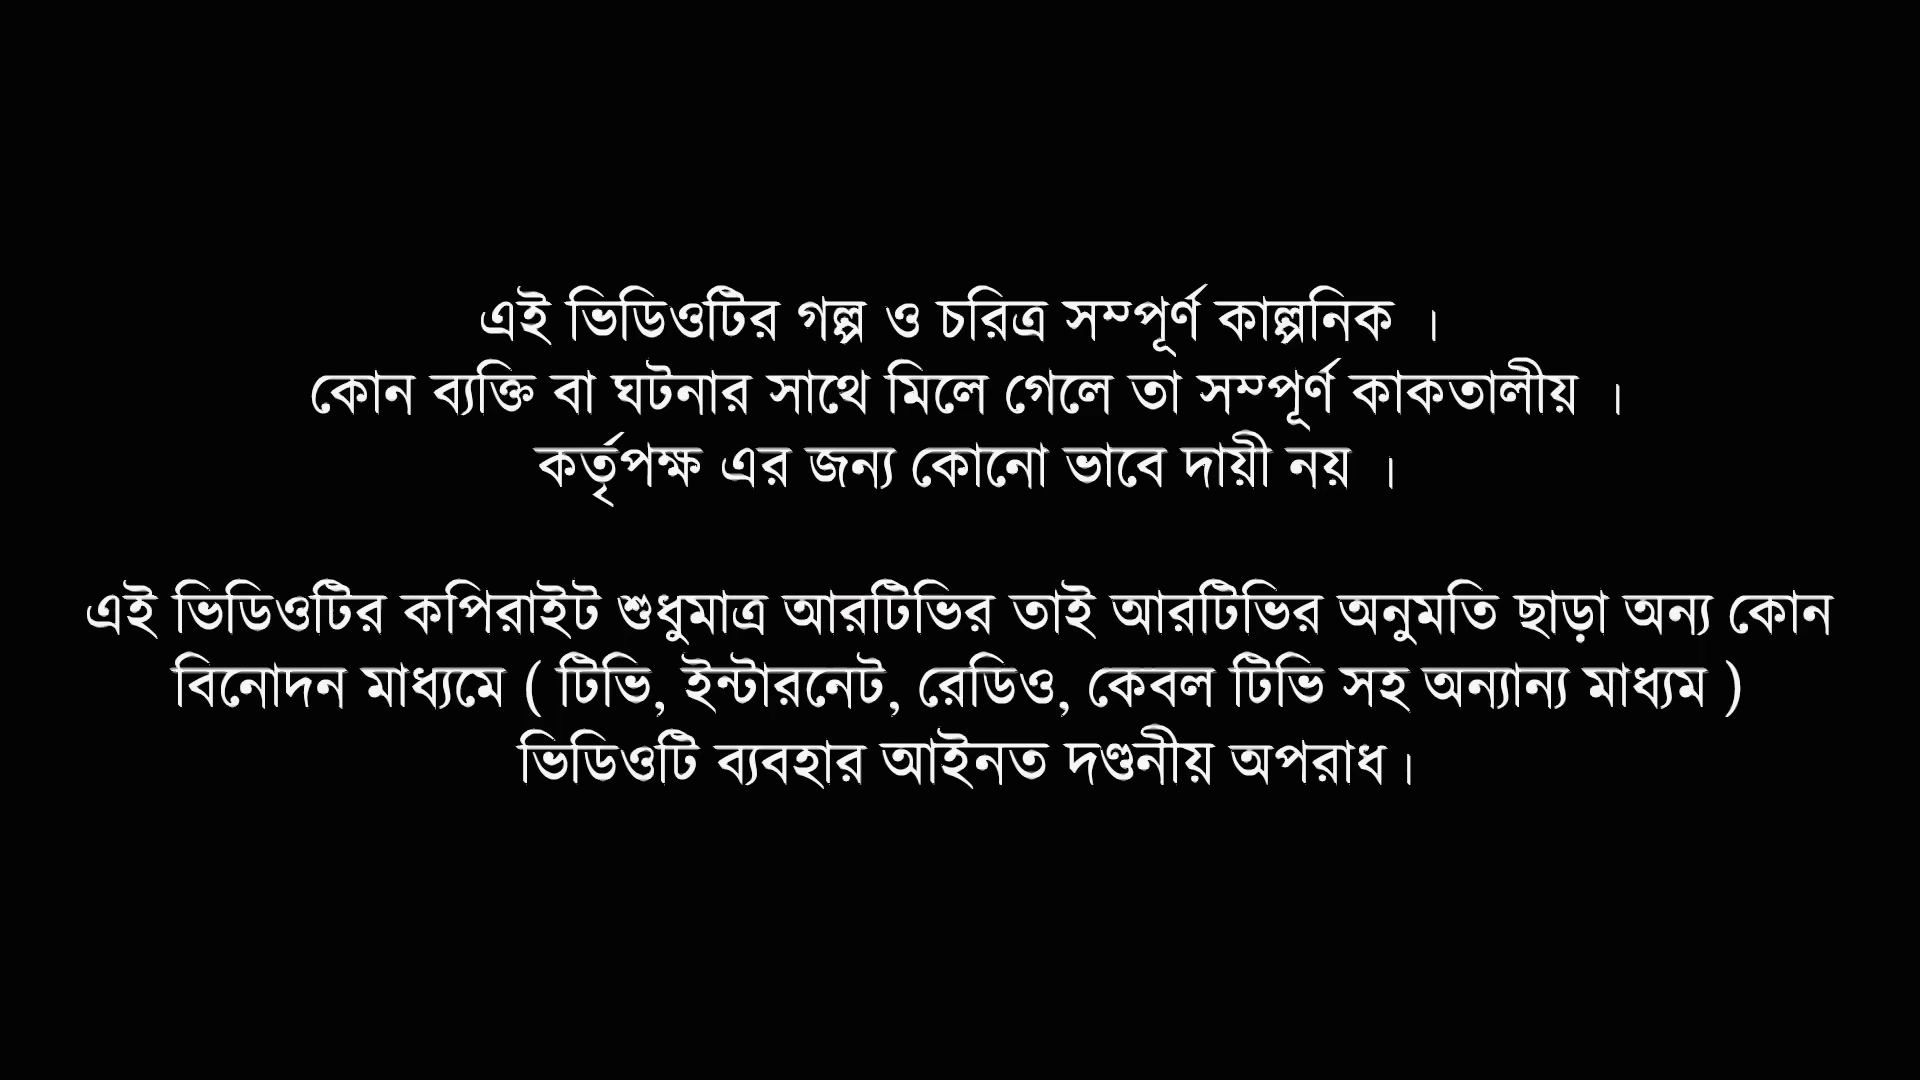 এই ভিডিওটির গল্প ও চরিত্র সম্পূর্ণ কাল্পনিক ।
কোন ব্যক্তি বা ঘটনার সাথে মিলে গেলে তা সম্পূর্ণ কাকতালীয় ।
কর্তৃপক্ষ এর জন্য কোনো ভাবে দায়ী নয় ।
এই ভিডিওটির কপিরাইট শুধুমাত্র আরটিভির তাই আরটিভির অনুমতি ছাড়া অন্য কোন
বিনোদন মাধ্যমে ( টিভি, ইন্টারনেট, রেডিও, কেবল টিভি সহ অন্যান্য মাধ্যম )
ভিডিওটি ব্যবহার আইনত দণ্ডনীয় অপরাধ।